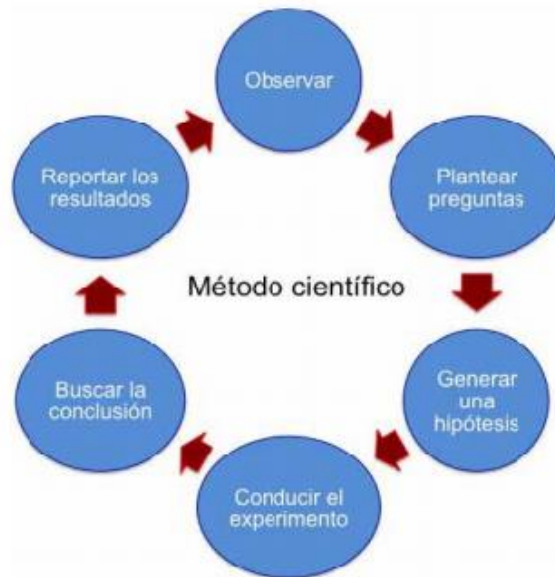 Observar
Plantear
preguntas
Generar
una
hipótesis
Conducir el
experimento
Buscar la
conclusión
Reportar los
resultados
Método científico